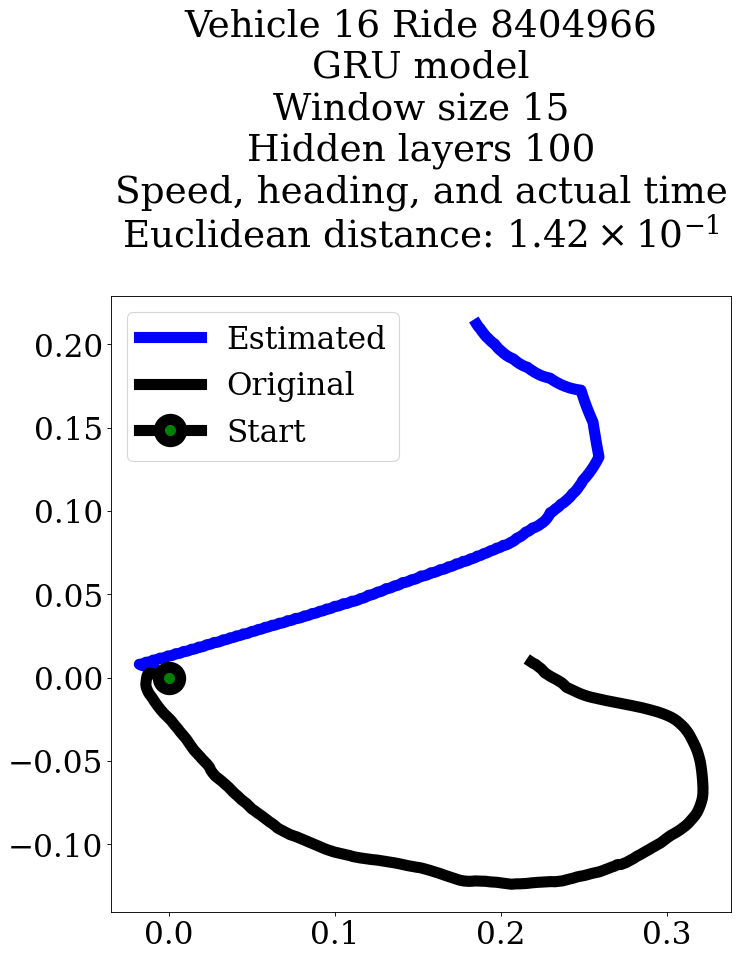 Vehicle 16 Ride 8404966
GRU model
Window size 15
Hidden layers 100
Speed, heading, and actual time
Euclidean distance: 1.42 × 10⁻¹
Estimated
Original
Start
0.20
0.15
0.10
0.05
0.00
−0.05
−0.10
0.0 0.1 0.2 0.3